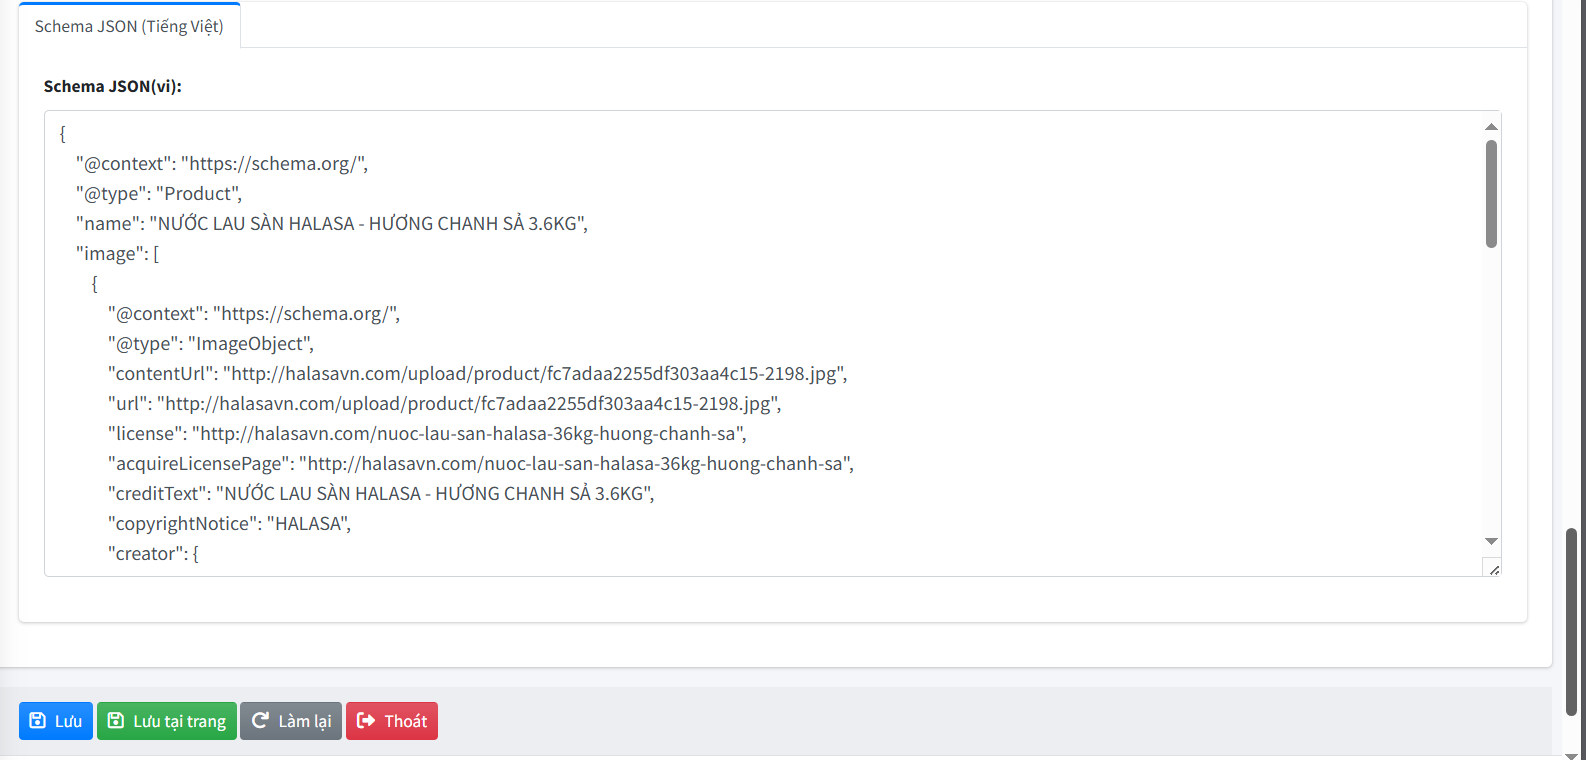 Schema JSON (Tiếng Việt)
Schema JSON(vi):
{
"@context": "https://schema.org/",
"@type": "Product",
"name": "NƯỚC LAU SÀN HALASA - HƯƠNG CHANH SẢ 3.6KG",
"image": [
{
"@context": "https://schema.org/",
"@type": "ImageObject",
"contentUrl": "http://halasavn.com/upload/product/fc7adaa2255df303aa4c15-2198.jpg",
"url": "http://halasavn.com/upload/product/fc7adaa2255df303aa4c15-2198.jpg",
"license": "http://halasavn.com/nuoc-lau-san-halasa-36kg-huong-chanh-sa",
"acquireLicensePage": "http://halasavn.com/nuoc-lau-san-halasa-36kg-huong-chanh-sa",
"creditText": "NƯỚC LAU SÀN HALASA - HƯƠNG CHANH SẢ 3.6KG",
"copyrightNotice": "HALASA",
"creator": {
Lưu Lưu tại trang Làm lại Thoát